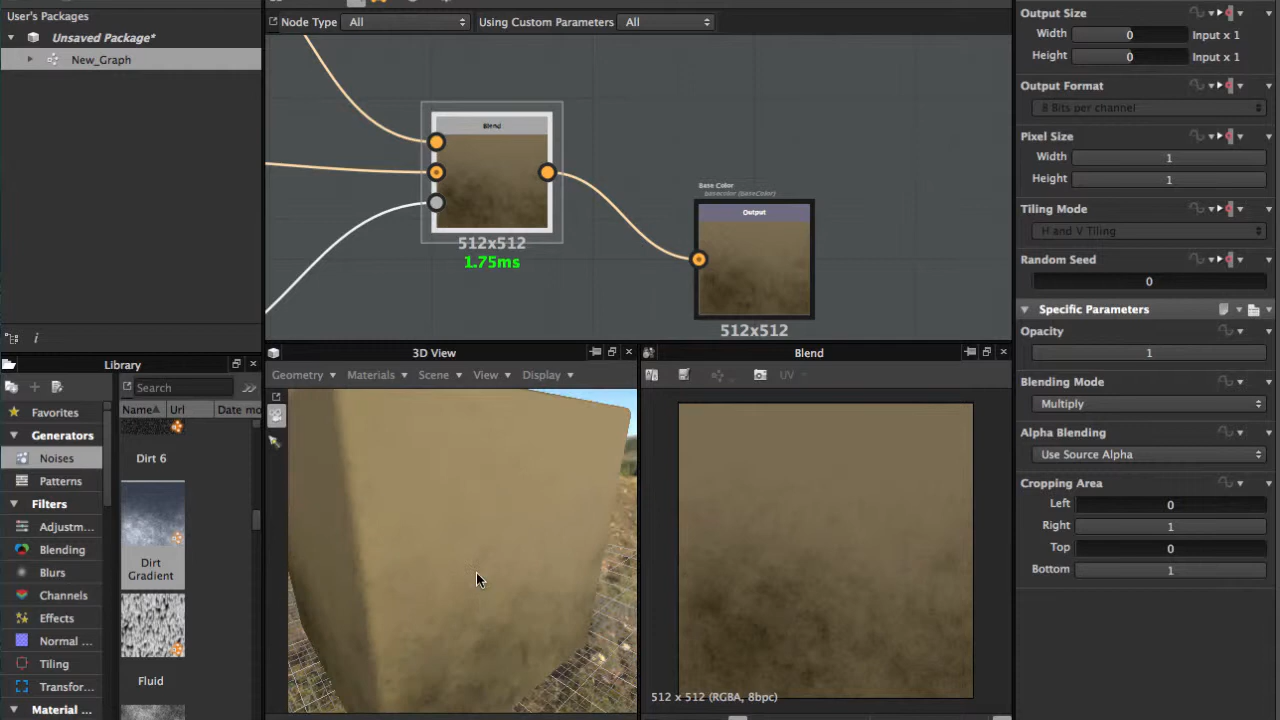 User's Packages
Unsaved Package*
New_Graph
Node Type
All
Using Custom Parameters
All
Blend
512x512
1.75ms
Base Color
basecolor (baseColor)
Output
512x512
Output Size
Width
0
Input x 1
Height
0
Input x 1
Output Format
8 Bits per channel
Pixel Size
Width
1
Height
1
Tiling Mode
H and V Tiling
Random Seed
0
Specific Parameters
Opacity
1
Blending Mode
Multiply
Alpha Blending
Use Source Alpha
Cropping Area
Left
0
Right
1
Top
0
Bottom
1
Library
Search
Name
Url
Date mo
Favorites
Generators
Noises
Patterns
Filters
Adjustm...
Blending
Blurs
Channels
Effects
Normal ...
Tiling
Transfor...
Material ...
Dirt 6
Dirt
Gradient
Fluid
3D View
Geometry
Materials
Scene
View
Display
Blend
UV
512 x 512 (RGBA, 8bpc)